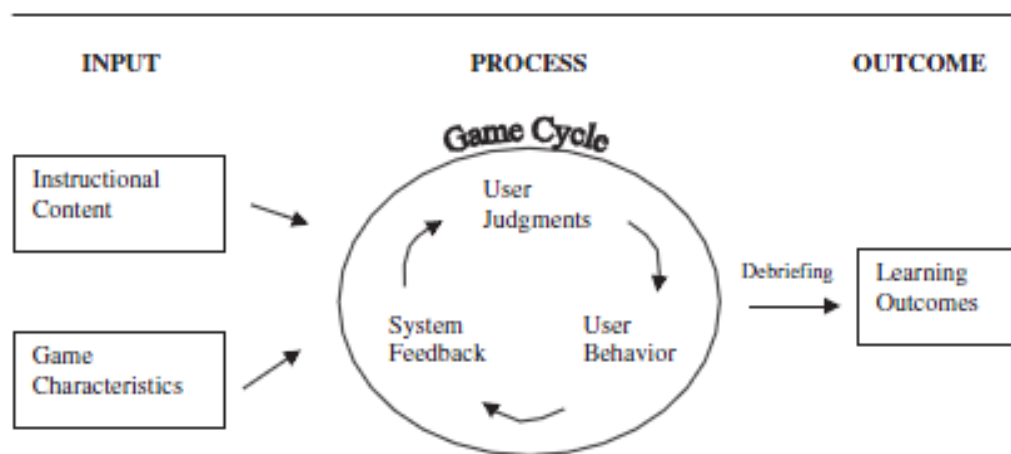 INPUT
PROCESS
OUTCOME
Game Cycle
Instructional
Content
User
Judgments
Debriefing
Learning
Outcomes
System
Feedback
User
Behavior
Game
Characteristics